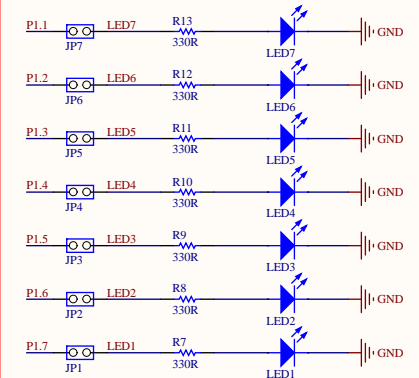 P1.1 JP7 LED7 R13 330R LED7 GND
P1.2 JP6 LED6 R12 330R LED6 GND
P1.3 JP5 LED5 R11 330R LED5 GND
P1.4 JP4 LED4 R10 330R LED4 GND
P1.5 JP3 LED3 R9 330R LED3 GND
P1.6 JP2 LED2 R8 330R LED2 GND
P1.7 JP1 LED1 R7 330R LED1 GND